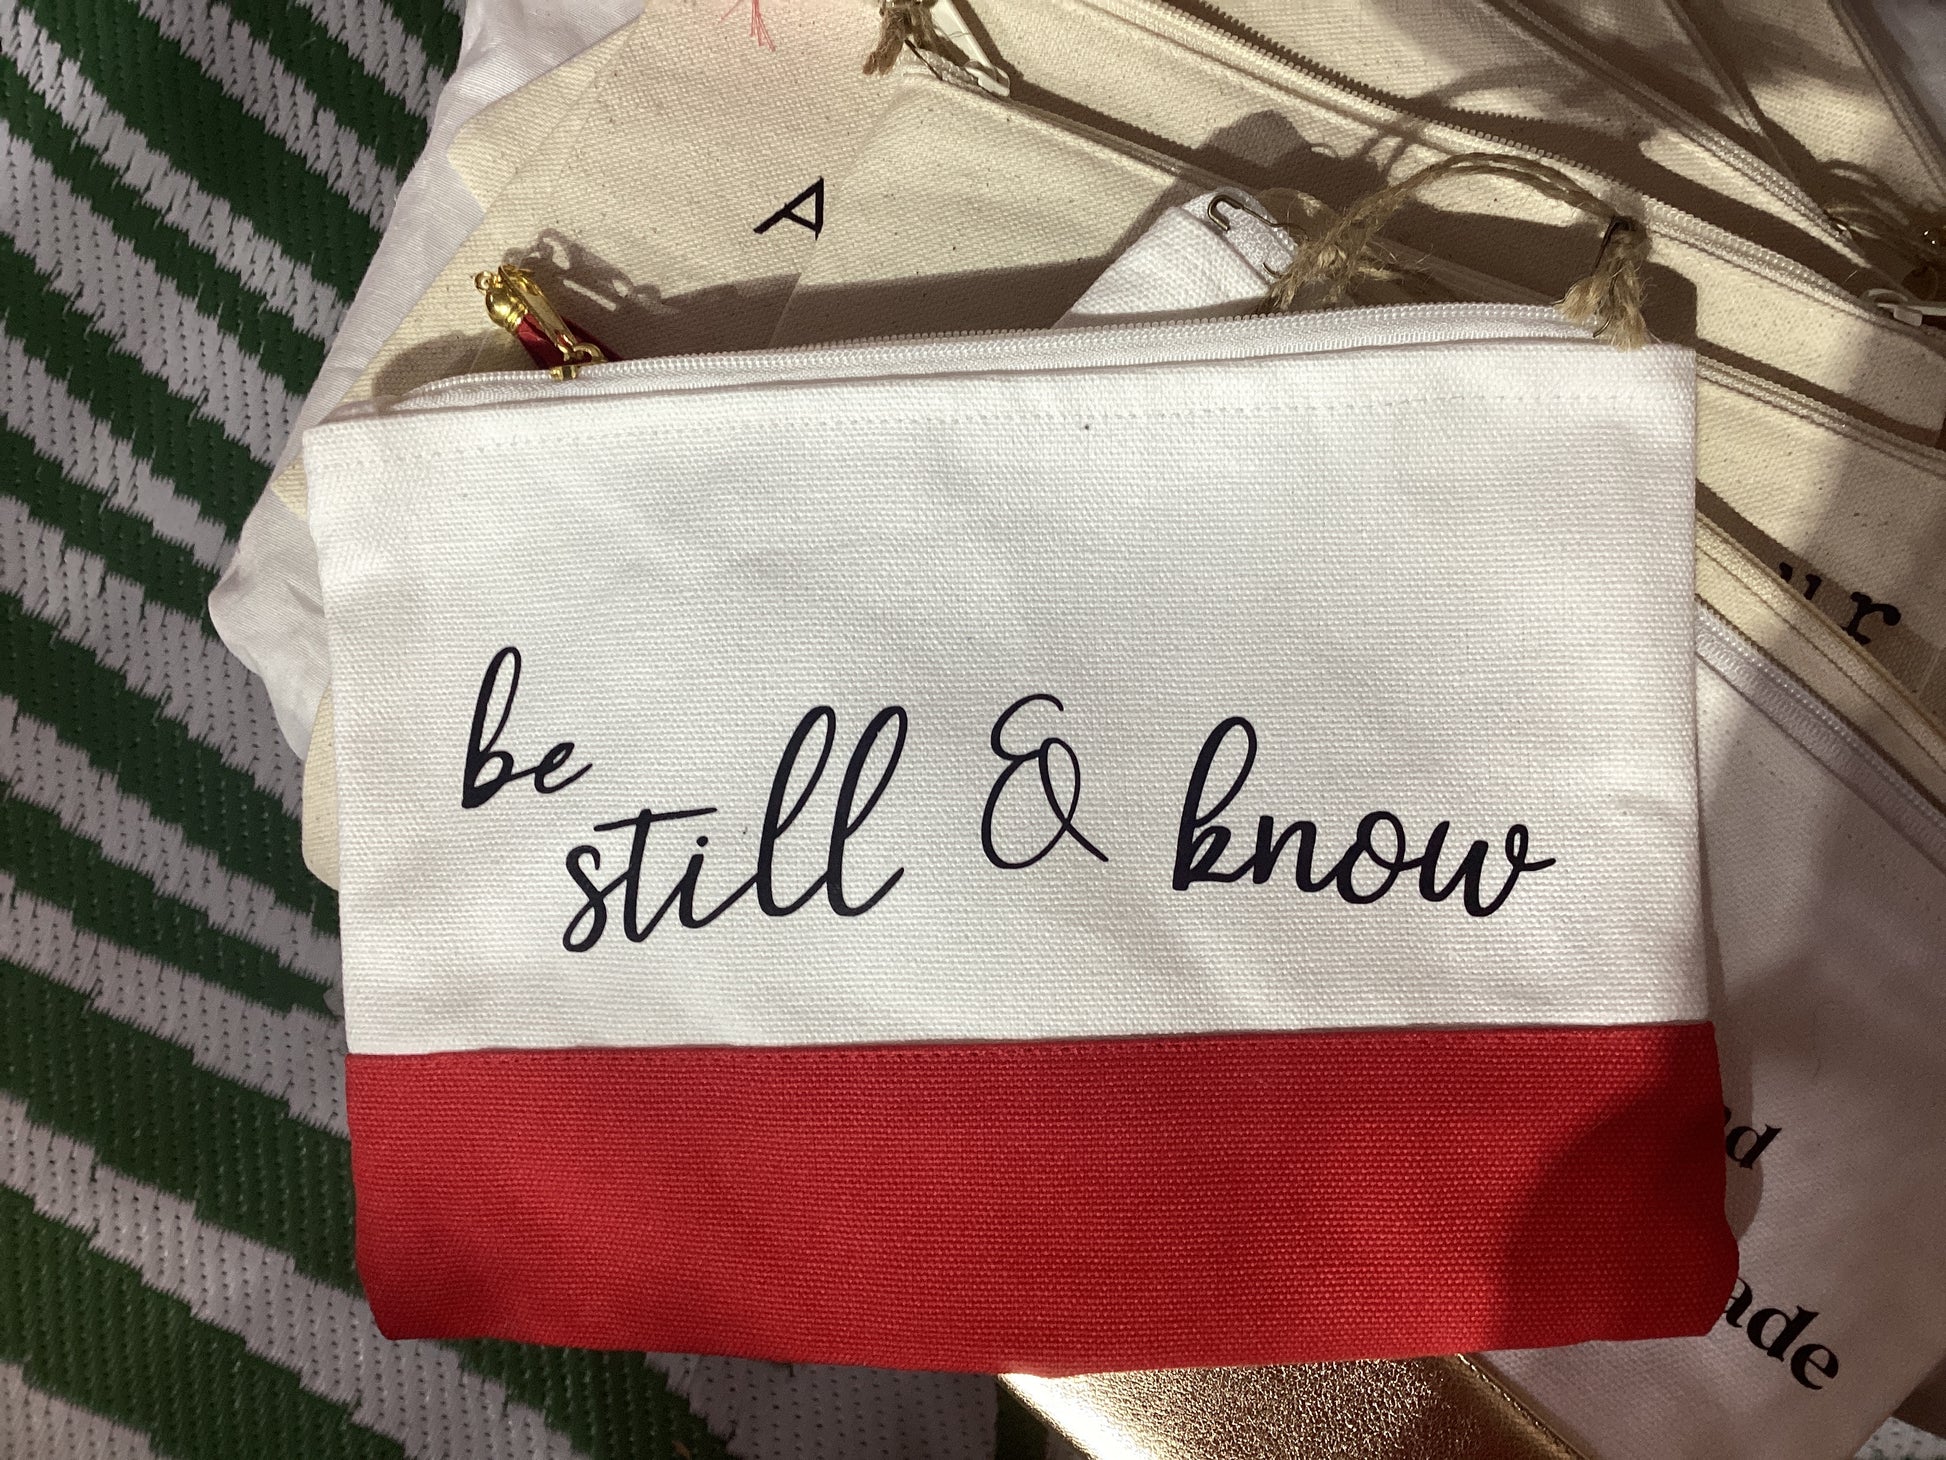 be
still & know
A